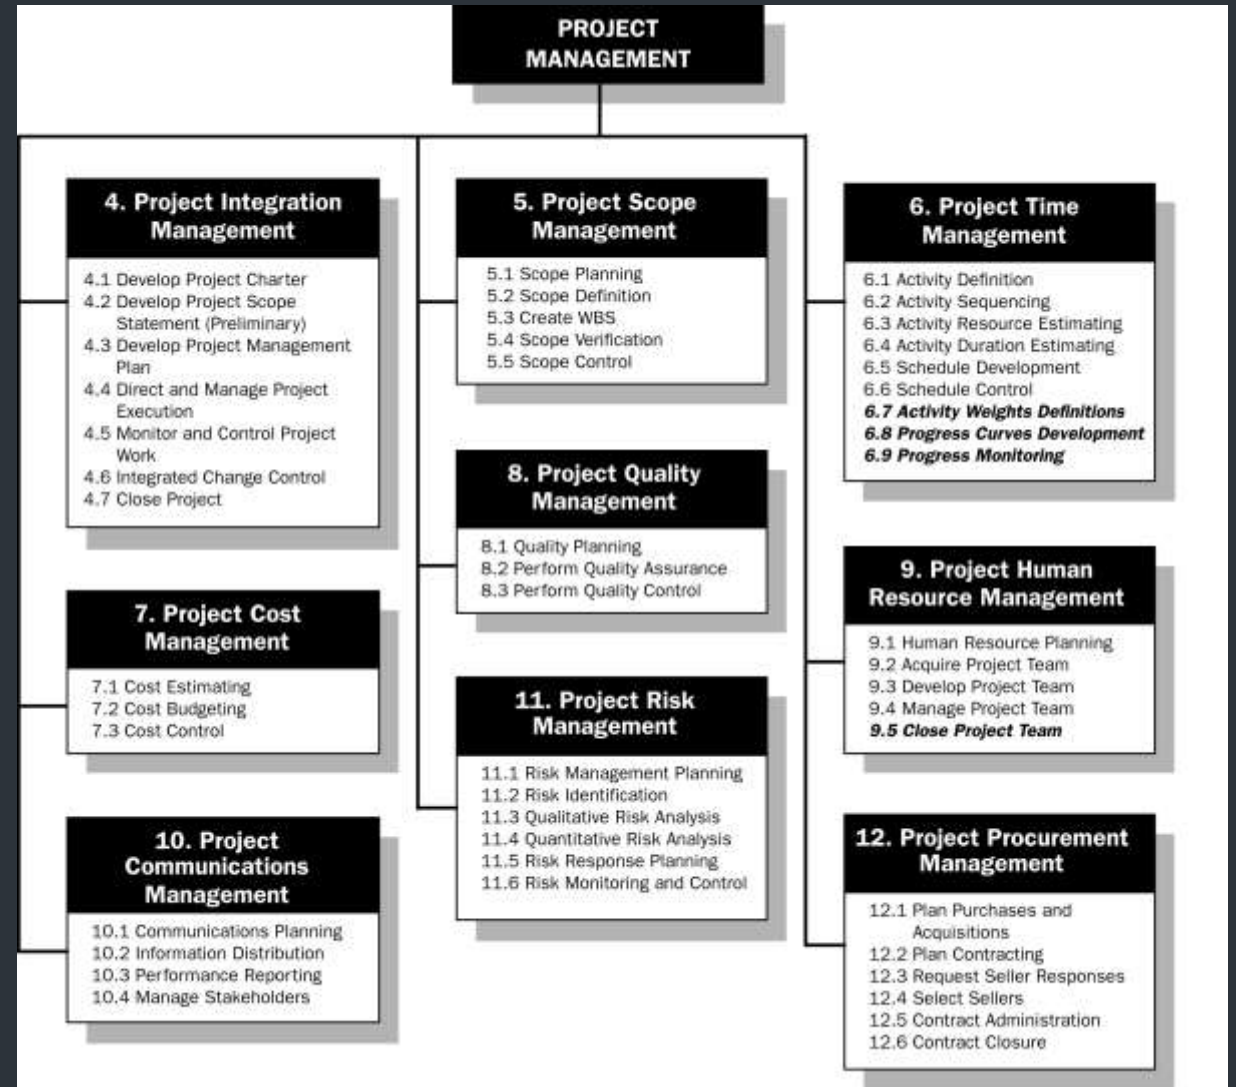 PROJECT
MANAGEMENT
4. Project Integration
Management
4.1 Develop Project Charter
4.2 Develop Project Scope
Statement (Preliminary)
4.3 Develop Project Management
Plan
4.4 Direct and Manage Project
Execution
4.5 Monitor and Control Project
Work
4.6 Integrated Change Control
4.7 Close Project
5. Project Scope
Management
5.1 Scope Planning
5.2 Scope Definition
5.3 Create WBS
5.4 Scope Verification
5.5 Scope Control
6. Project Time
Management
6.1 Activity Definition
6.2 Activity Sequencing
6.3 Activity Resource Estimating
6.4 Activity Duration Estimating
6.5 Schedule Development
6.6 Schedule Control
6.7 Activity Weights Definitions
6.8 Progress Curves Development
6.9 Progress Monitoring
7. Project Cost
Management
7.1 Cost Estimating
7.2 Cost Budgeting
7.3 Cost Control
8. Project Quality
Management
8.1 Quality Planning
8.2 Perform Quality Assurance
8.3 Perform Quality Control
9. Project Human
Resource Management
9.1 Human Resource Planning
9.2 Acquire Project Team
9.3 Develop Project Team
9.4 Manage Project Team
9.5 Close Project Team
10. Project
Communications
Management
10.1 Communications Planning
10.2 Information Distribution
10.3 Performance Reporting
10.4 Manage Stakeholders
11. Project Risk
Management
11.1 Risk Management Planning
11.2 Risk Identification
11.3 Qualitative Risk Analysis
11.4 Quantitative Risk Analysis
11.5 Risk Response Planning
11.6 Risk Monitoring and Control
12. Project Procurement
Management
12.1 Plan Purchases and
Acquisitions
12.2 Plan Contracting
12.3 Request Seller Responses
12.4 Select Sellers
12.5 Contract Administration
12.6 Contract Closure